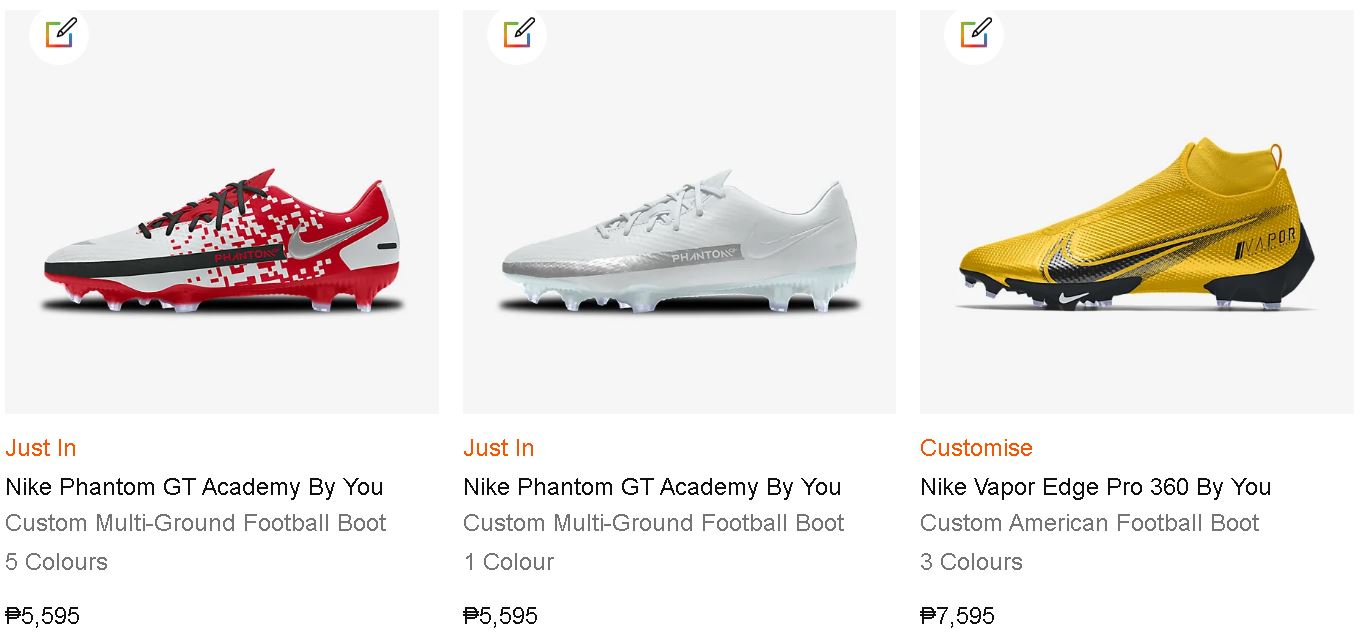 PHANTOM
PHANTOM
VAPOR
Just In
Nike Phantom GT Academy By You
Custom Multi-Ground Football Boot
5 Colours
₱5,595
Just In
Nike Phantom GT Academy By You
Custom Multi-Ground Football Boot
1 Colour
₱5,595
Customise
Nike Vapor Edge Pro 360 By You
Custom American Football Boot
3 Colours
₱7,595